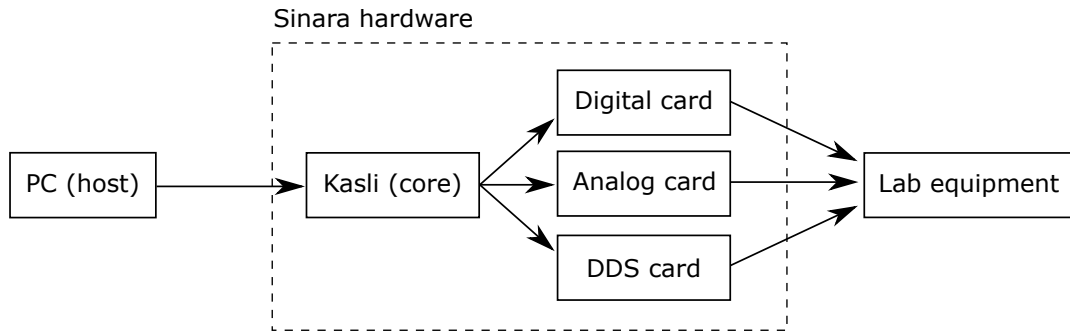 Sinara hardware
PC (host)
Kasli (core)
Digital card
Analog card
DDS card
Lab equipment